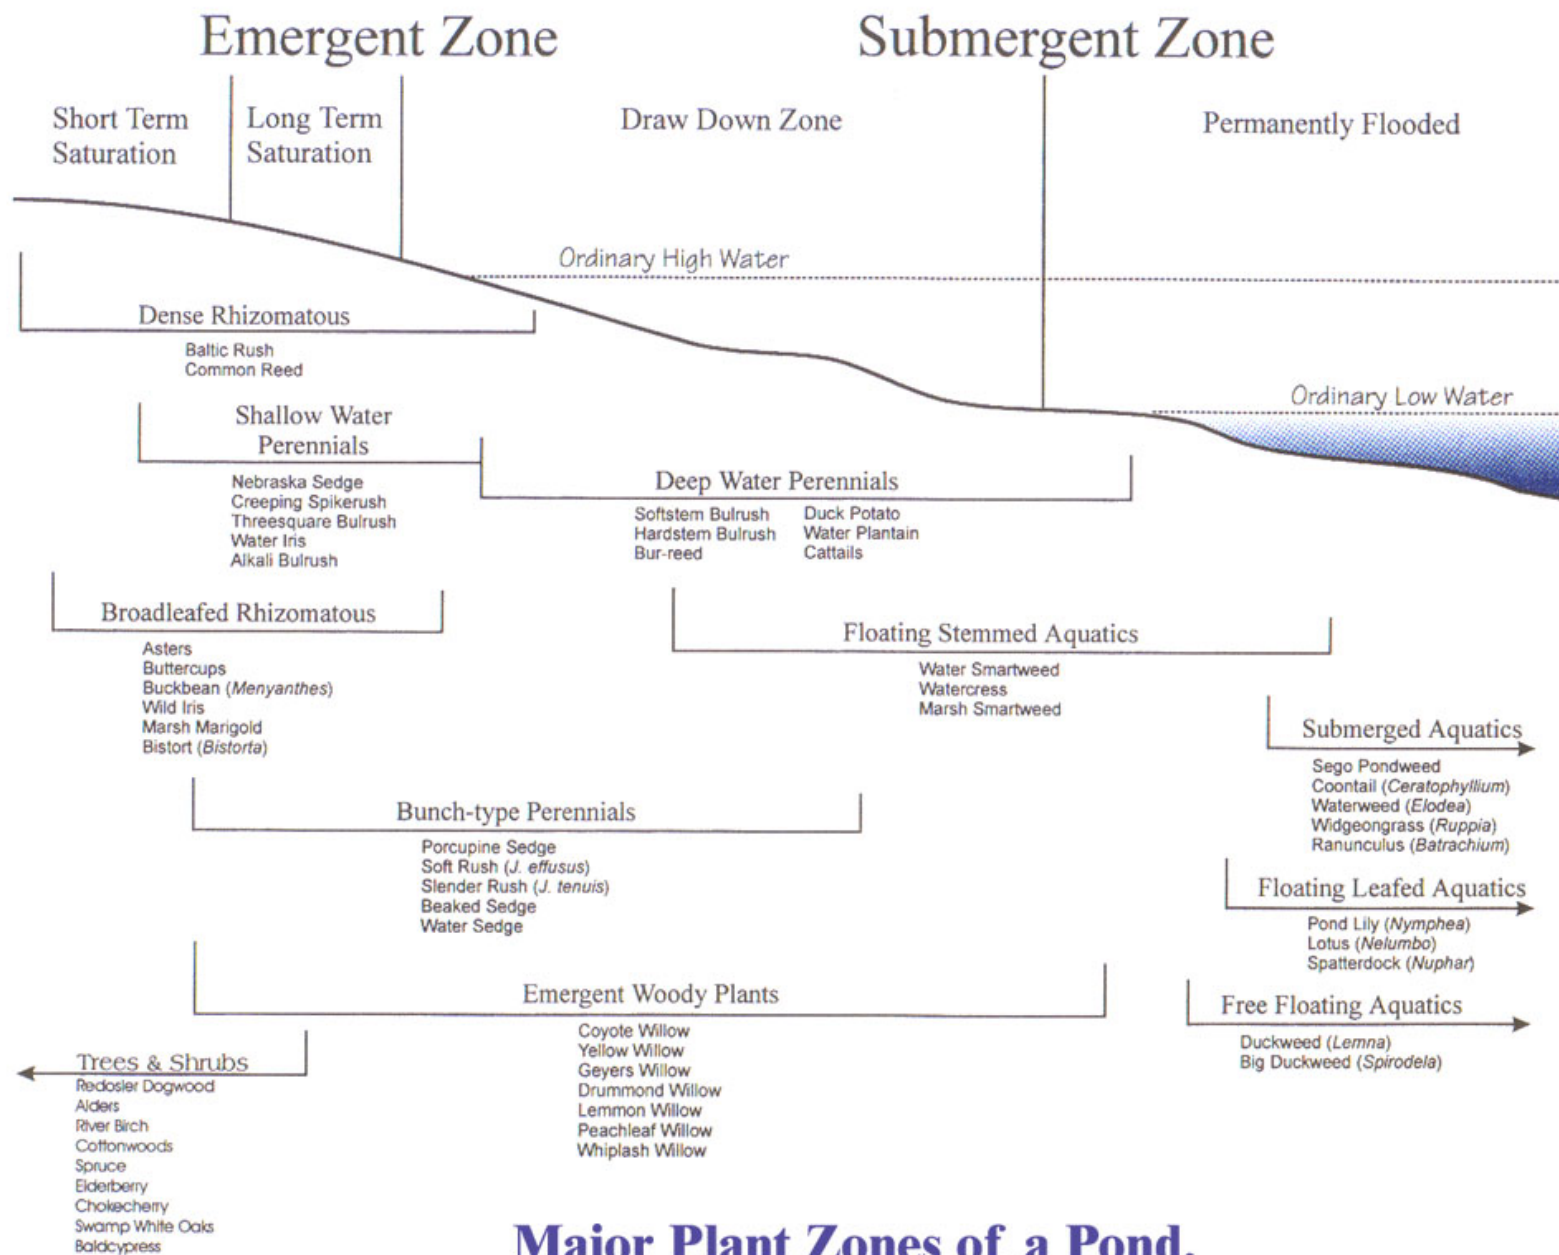 Emergent Zone
Submergent Zone
Short Term
Saturation
Long Term
Saturation
Draw Down Zone
Permanently Flooded
Ordinary High Water
Ordinary Low Water
Dense Rhizomatous
Baltic Rush
Common Reed
Shallow Water
Perennials
Nebraska Sedge
Creeping Spikerush
Threesquare Bulrush
Water Iris
Alkali Bulrush
Deep Water Perennials
Softstem Bulrush
Hardstem Bulrush
Bur-reed
Duck Potato
Water Plantain
Cattails
Broadleafed Rhizomatous
Asters
Buttercups
Buckbean (Menyanthes)
Wild Iris
Marsh Marigold
Bistort (Bistorta)
Floating Stemmed Aquatics
Water Smartweed
Watercress
Marsh Smartweed
Submerged Aquatics
Sego Pondweed
Coontail (Ceratophyllium)
Waterweed (Elodea)
Widgeongrass (Ruppia)
Ranunculus (Batrachium)
Bunch-type Perennials
Porcupine Sedge
Soft Rush (J. effusus)
Slender Rush (J. tenuis)
Beaked Sedge
Water Sedge
Floating Leafed Aquatics
Pond Lily (Nymphea)
Lotus (Nelumbo)
Spatterdock (Nuphar)
Emergent Woody Plants
Coyote Willow
Yellow Willow
Geyers Willow
Drummond Willow
Lemmon Willow
Peachleaf Willow
Whiplash Willow
Free Floating Aquatics
Duckweed (Lemna)
Big Duckweed (Spirodela)
Trees & Shrubs
Redosier Dogwood
Alders
River Birch
Cottonwoods
Spruce
Elderberry
Chokecherry
Swamp White Oaks
Baldcypress
Major Plant Zones of a Pond.